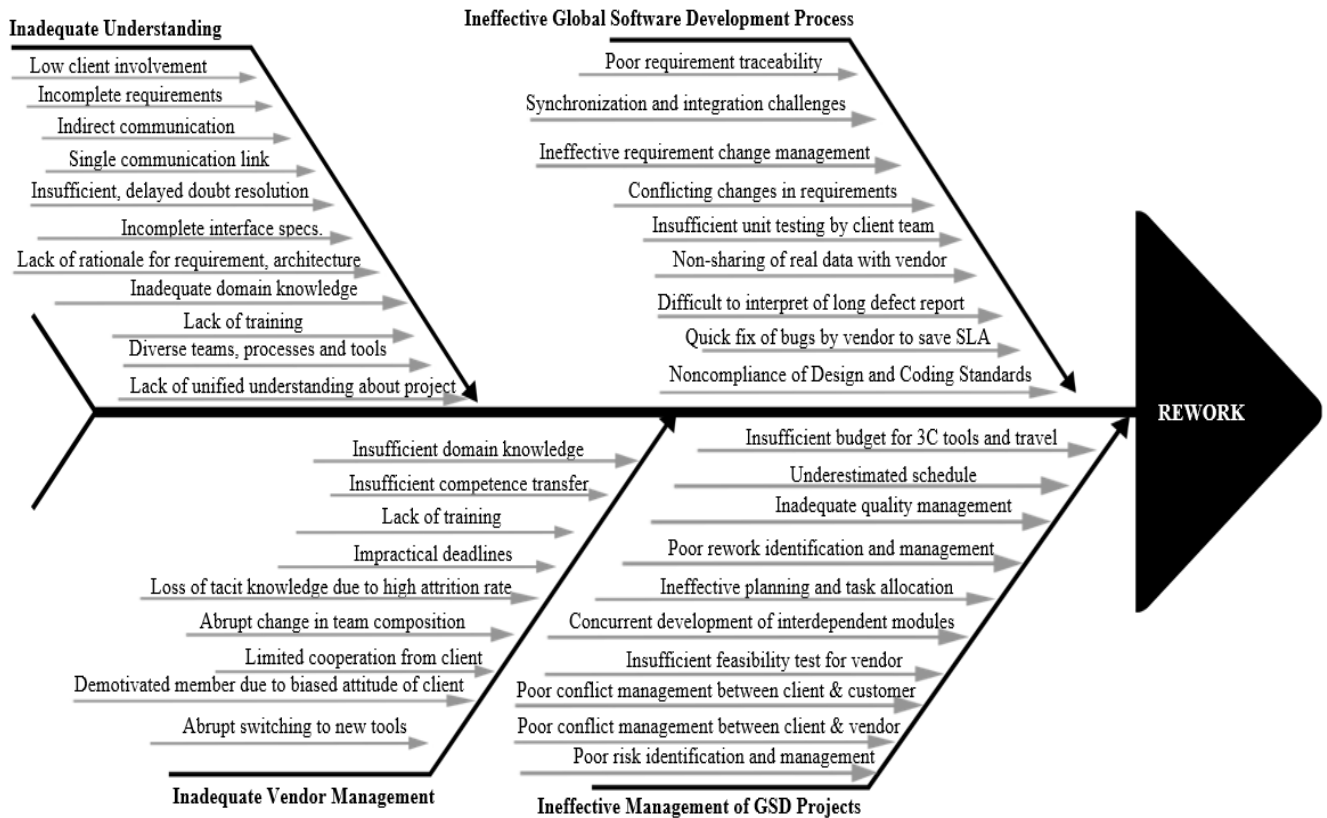 Inadequate Understanding
Low client involvement
Incomplete requirements
Indirect communication
Single communication link
Insufficient, delayed doubt resolution
Incomplete interface specs.
Lack of rationale for requirement, architecture
Inadequate domain knowledge
Lack of training
Diverse teams, processes and tools
Lack of unified understanding about project
Ineffective Global Software Development Process
Poor requirement traceability
Synchronization and integration challenges
Ineffective requirement change management
Conflicting changes in requirements
Insufficient unit testing by client team
Non-sharing of real data with vendor
Difficult to interpret of long defect report
Quick fix of bugs by vendor to save SLA
Noncompliance of Design and Coding Standards
REWORK
Insufficient domain knowledge
Insufficient competence transfer
Lack of training
Impractical deadlines
Loss of tacit knowledge due to high attrition rate
Abrupt change in team composition
Limited cooperation from client
Demotivated member due to biased attitude of client
Abrupt switching to new tools
Inadequate Vendor Management
Insufficient budget for 3C tools and travel
Underestimated schedule
Inadequate quality management
Poor rework identification and management
Ineffective planning and task allocation
Concurrent development of interdependent modules
Insufficient feasibility test for vendor
Poor conflict management between client & customer
Poor conflict management between client & vendor
Poor risk identification and management
Ineffective Management of GSD Projects